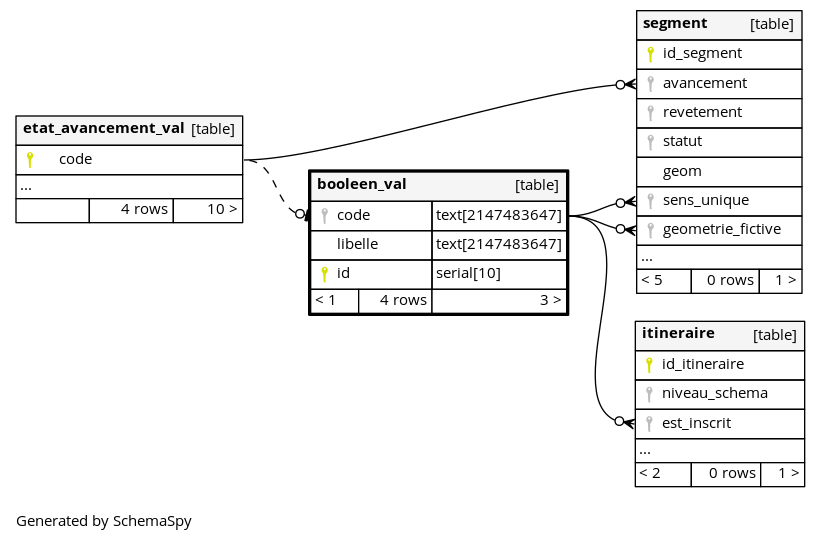 etat_avancement_val [table]
code
...
4 rows 10 >
booleen_val [table]
code text[2147483647]
libelle text[2147483647]
id serial[10]
< 1 4 rows 3 >
segment [table]
id_segment
avancement
revetement
statut
geom
sens_unique
geometrie_fictive
...
< 5 0 rows 1 >
itineraire [table]
id_itineraire
niveau_schema
est_inscrit
...
< 2 0 rows 1 >
Generated by SchemaSpy